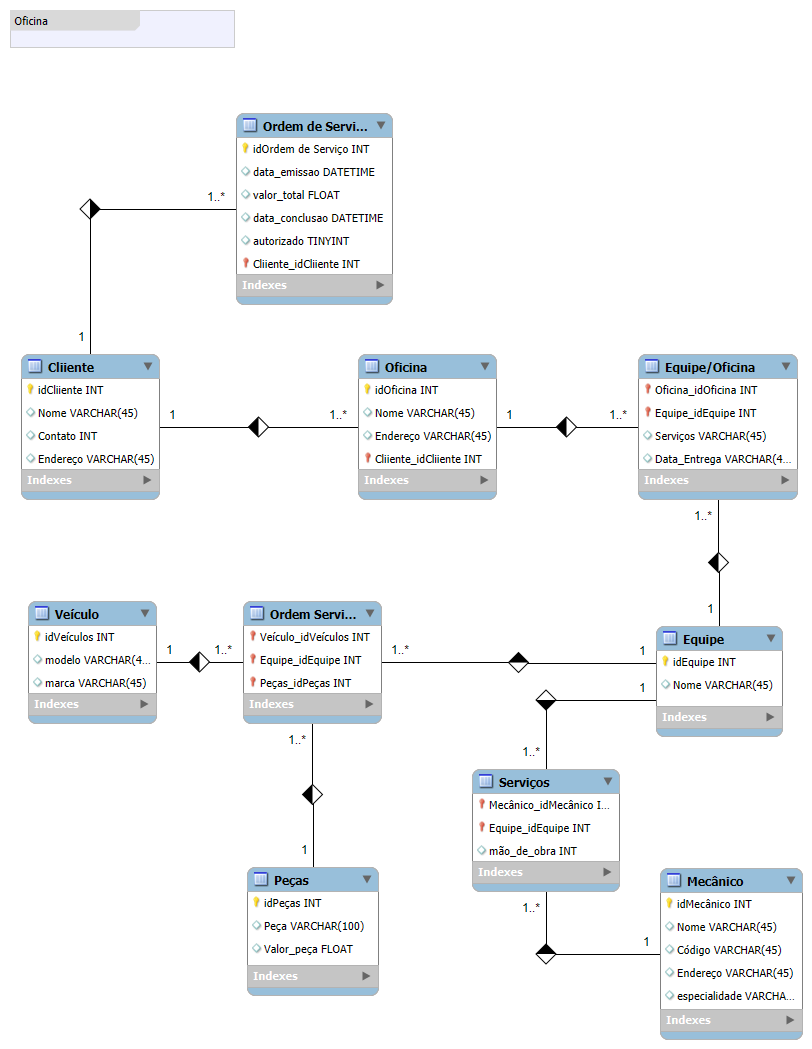 Oficina
Ordem de Servi...
idOrdem de Serviço INT
data_emissao DATETIME
valor_total FLOAT
data_conclusao DATETIME
autorizado TINYINT
Cliiente_idCliiente INT
Indexes
1..*
1
Cliiente
idCliiente INT
Nome VARCHAR(45)
Contato INT
Endereço VARCHAR(45)
Indexes
1
1..*
Oficina
idOficina INT
Nome VARCHAR(45)
Endereço VARCHAR(45)
Cliiente_idCliiente INT
Indexes
1
1..*
Equipe/Oficina
Oficina_idOficina INT
Equipe_idEquipe INT
Serviços VARCHAR(45)
Data_Entrega VARCHAR(4...
Indexes
1..*
1
Veículo
idVeículos INT
modelo VARCHAR(4...
marca VARCHAR(45)
Indexes
1
1..*
Ordem Servi...
Veículo_idVeículos INT
Equipe_idEquipe INT
Peças_idPeças INT
Indexes
1..*
1
Equipe
idEquipe INT
Nome VARCHAR(45)
Indexes
1
1..*
1..*
1
Serviços
Mecânico_idMecânico I...
Equipe_idEquipe INT
mão_de_obra INT
Indexes
1..*
1
Peças
idPeças INT
Peça VARCHAR(100)
Valor_peça FLOAT
Indexes
Mecânico
idMecânico INT
Nome VARCHAR(45)
Código VARCHAR(45)
Endereço VARCHAR(45)
especialidade VARCHA...
Indexes